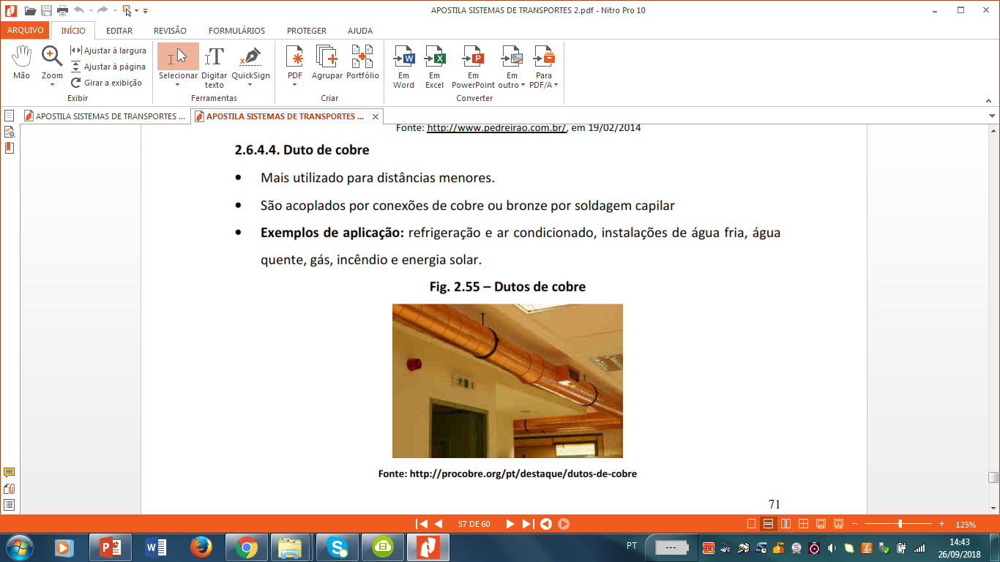 APOSTILA SISTEMAS DE TRANSPORTES 2.pdf - Nitro Pro 10
ARQUIVO INÍCIO EDITAR REVISÃO FORMULÁRIOS PROTEGER AJUDA
Mão
Zoom
Ajustar à largura
Ajustar à página
Girar a exibição
Exibir
Selecionar
Digitar
texto
QuickSign
Ferramentas
PDF
Agrupar
Portfólio
Criar
Em
Word
Em
Excel
Em
PowerPoint
Em
outro
Para
PDF/A
Converter
APOSTILA SISTEMAS DE TRANSPORTES ...
APOSTILA SISTEMAS DE TRANSPORTES ...
Fonte: http://www.pedreirao.com.br/, em 19/02/2014
2.6.4.4. Duto de cobre
• Mais utilizado para distâncias menores.
• São acoplados por conexões de cobre ou bronze por soldagem capilar
• Exemplos de aplicação: refrigeração e ar condicionado, instalações de água fria, água
quente, gás, incêndio e energia solar.
Fig. 2.55 – Dutos de cobre
Fonte: http://procobre.org/pt/destaque/dutos-de-cobre
71
57 DE 60
125%
PT
14:43
26/09/2018